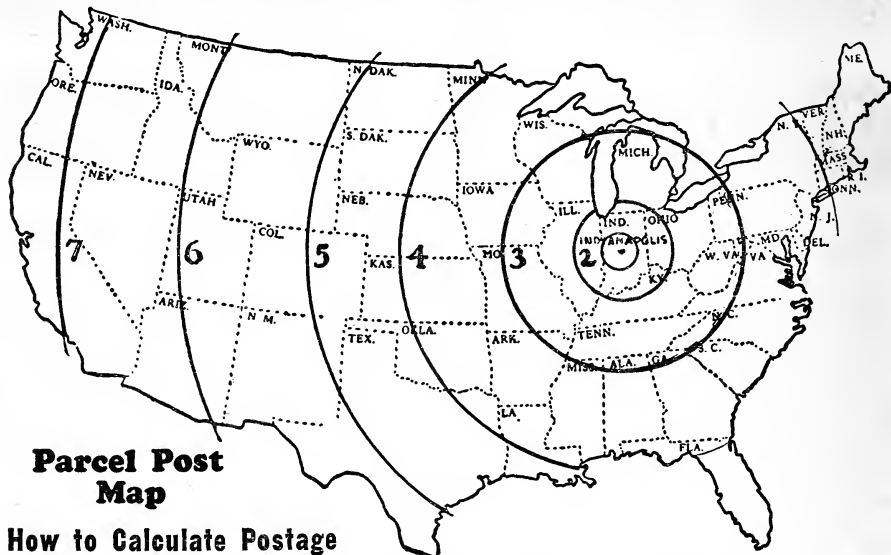 WASH.
MONT
N. DAK.
MINN
ME.
ORE.
IDA.
WIS.
N. Y.
VER.
NH.
WYO.
S. DAK.
MICH
MASS
CAL.
NEV.
UTAH
NEB.
IOWA
ILL.
IND.
OHIO
PENN.
R I.
CONN.
N. J.
COL.
INDIANAPOLIS
MD.
DEL.
7
6
5
4
3
2
KAS.
MO.
W. VA.
VA
KY.
ARIZ.
N M.
OKLA.
TENN.
N. C.
TEX.
ARK.
S. C.
MISS.
ALA.
GA.
LA.
FLA.
Parcel Post
Map
How to Calculate Postage